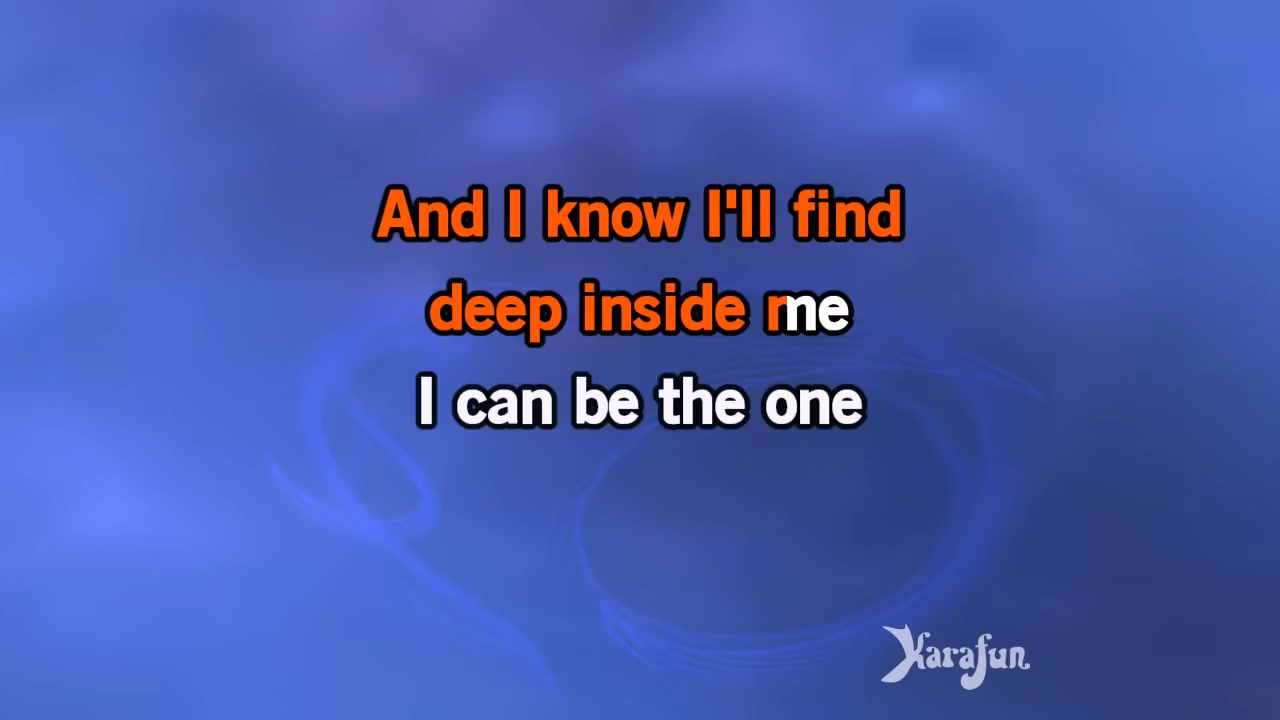 And I know I'll find
deep inside me
I can be the one
Karafun